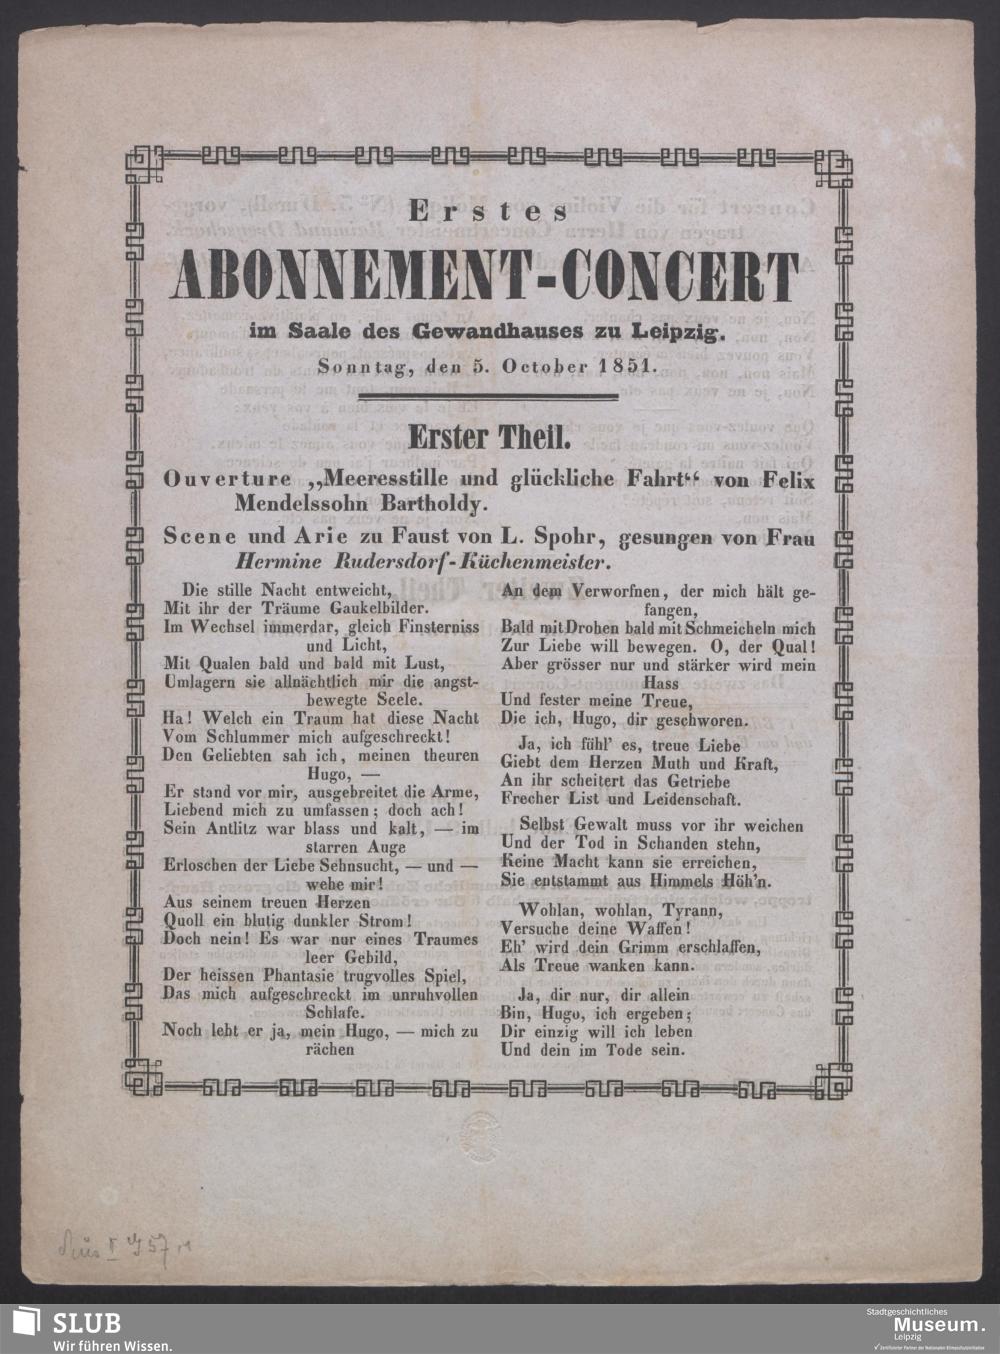 Erstes
ABONNEMENT-CONCERT
im Saale des Gewandhauses zu Leipzig.
Sonntag, den 5. October 1851.
Erster Theil.
Ouverture „Meeresstille und glückliche Fahrt“ von Felix
Mendelssohn Bartholdy.
Scene und Arie zu Faust von L. Spohr, gesungen von Frau
Hermine Rudersdorf-Küchenmeister.
Die stille Nacht entweicht,
Mit ihr der Träume Gaukelbilder.
Im Wechsel immerdar, gleich Finsterniss
und Licht,
Mit Qualen bald und bald mit Lust,
Umlagern sie allnächtlich mir die angst-
bewegte Seele.
Ha! Welch ein Traum hat diese Nacht
Vom Schlummer mich aufgeschreckt!
Den Geliebten sah ich, meinen theuren
Hugo, —
Er stand vor mir, ausgebreitet die Arme,
Liebend mich zu umfassen; doch ach!
Sein Antlitz war blass und kalt, — im
starren Auge
Erloschen der Liebe Sehnsucht, — und —
wehe mir!
Aus seinem treuen Herzen
Quoll ein blutig dunkler Strom!
Doch nein! Es war nur eines Traumes
leer Gebild,
Der heissen Phantasie trugvolles Spiel,
Das mich aufgeschreckt im unruhvollen
Schlafe.
Noch lebt er ja, mein Hugo, — mich zu
rächen
An dem Verworfnen, der mich hält ge-
fangen,
Bald mit Drohen bald mit Schmeicheln mich
Zur Liebe will bewegen. O, der Qual!
Aber grösser nur und stärker wird mein
Hass
Und fester meine Treue,
Die ich, Hugo, dir geschworen.
Ja, ich fühl' es, treue Liebe
Giebt dem Herzen Muth und Kraft,
An ihr scheitert das Getriebe
Frecher List und Leidenschaft.
Selbst Gewalt muss vor ihr weichen
Und der Tod in Schanden stehn,
Keine Macht kann sie erreichen,
Sie entstammt aus Himmels Höh'n.
Wohlan, wohlan, Tyrann,
Versuche deine Waffen!
Eh' wird dein Grimm erschlaffen,
Als Treue wanken kann.
Ja, dir nur, dir allein
Bin, Hugo, ich ergeben;
Dir einzig will ich leben
Und dein im Tode sein.
SLUB
Wir führen Wissen.
Stadtgeschichtliches
Museum.
Leipzig
Zertifizierter Partner der Nationalen Klimaschutzinitiative